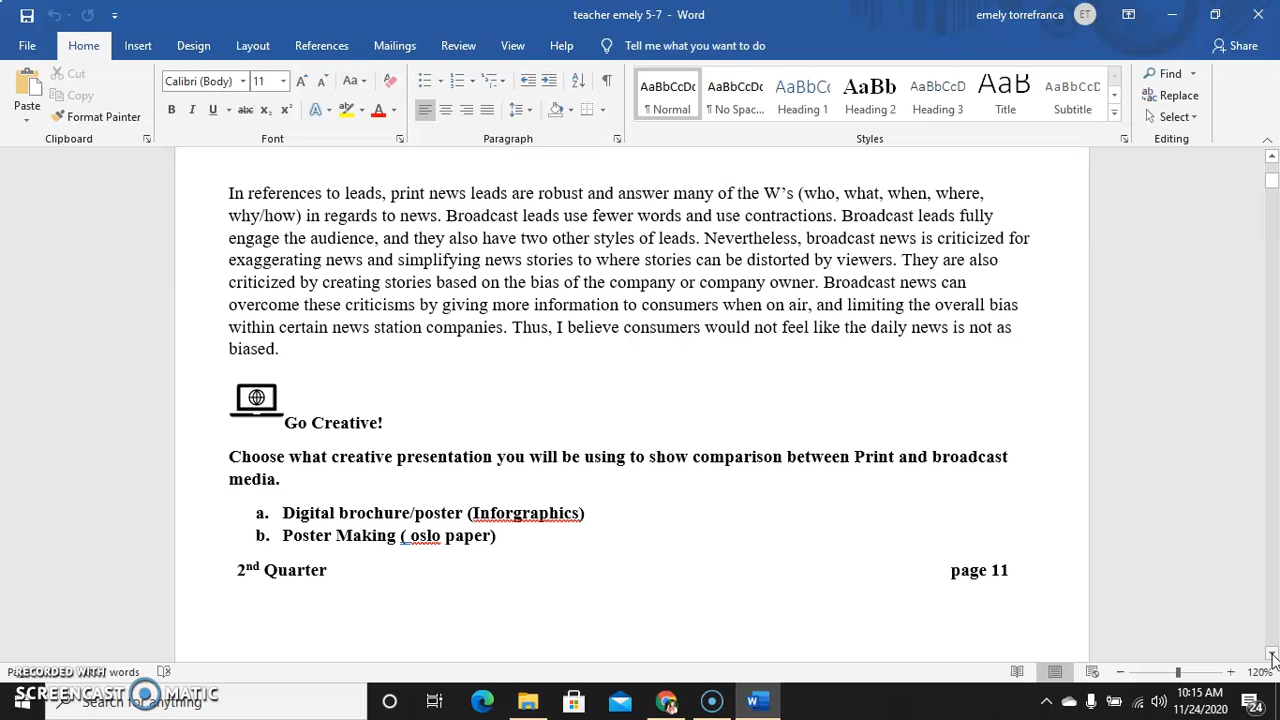 teacher emely 5-7 - Word
emely torrefranca
ET
File Home Insert Design Layout References Mailings Review View Help Tell me what you want to do Share
Paste
Cut
Copy
Format Painter
Clipboard
Calibri (Body) 11
Font
Paragraph
AaBbCcDc AaBbCcDc AaBbC AaBb AaBbCcD AaB AaBbCcD
¶ Normal ¶ No Spac... Heading 1 Heading 2 Heading 3 Title Subtitle
Styles
Find
Replace
Select
Editing
In references to leads, print news leads are robust and answer many of the W's (who, what, when, where,
why/how) in regards to news. Broadcast leads use fewer words and use contractions. Broadcast leads fully
engage the audience, and they also have two other styles of leads. Nevertheless, broadcast news is criticized for
exaggerating news and simplifying news stories to where stories can be distorted by viewers. They are also
criticized by creating stories based on the bias of the company or company owner. Broadcast news can
overcome these criticisms by giving more information to consumers when on air, and limiting the overall bias
within certain news station companies. Thus, I believe consumers would not feel like the daily news is not as
biased.
Go Creative!
Choose what creative presentation you will be using to show comparison between Print and broadcast
media.
a. Digital brochure/poster (Inforgraphics)
b. Poster Making ( oslo paper)
2nd Quarter page 11
words
120%
RECORDED WITH
SCREENCAST MATIC
Search for anything
10:15 AM
11/24/2020
24